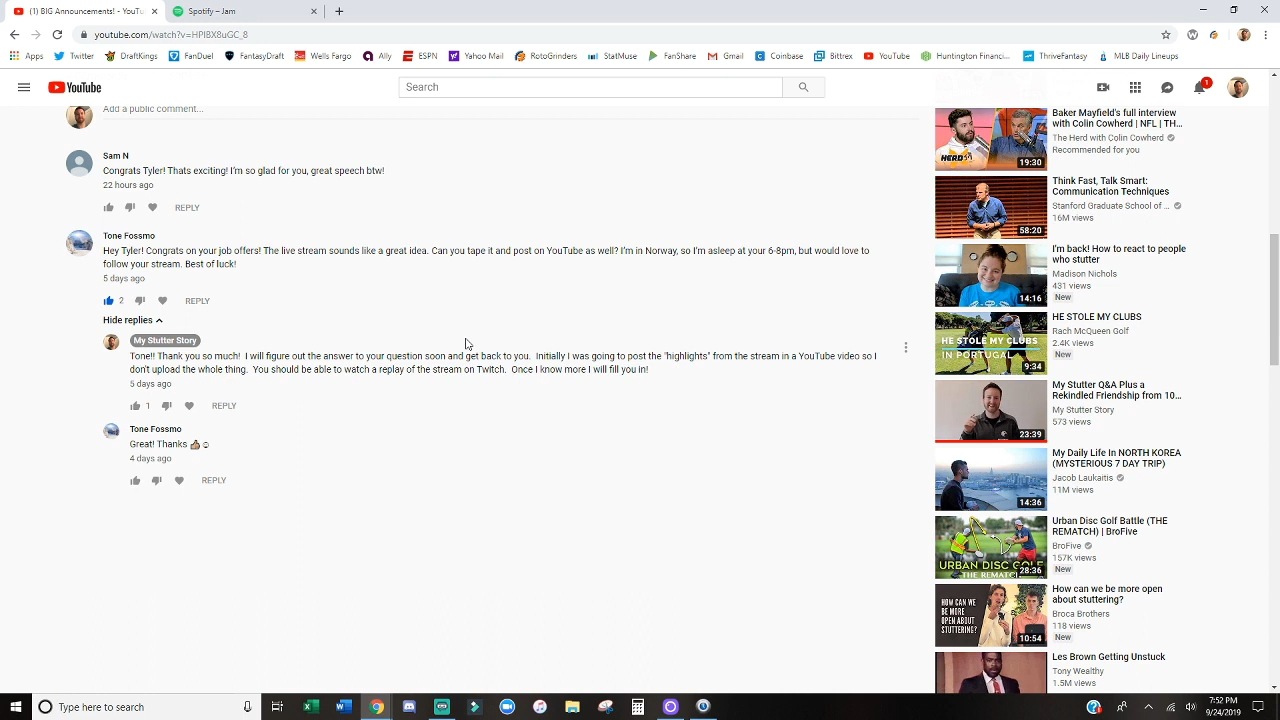 (1) BIG Announcements! - YouTub
Spotify – Jam
youtube.com/watch?v=HPIBX8uGC_8
Apps Twitter DraftKings FanDuel FantasyDraft Wells Fargo Ally ESPN Yahoo Mail RotoGrinders StubMaster FanShare Gmail Coinbase Bittrex YouTube Huntington Financi... ThriveFantasy MLB Daily Lineups
YouTube
Search
1
Add a public comment...
Sam N
Congrats Tyler! Thats exciting! I'm so glad for you, great speech btw!
22 hours ago
REPLY
Tone Fossmo
Hey Tyler! Congrats on your job offers! The coaching part sounds like a great area. Can you tape it and post it on your channel as well? I'm in Norway, so I'm asleep at your 5-6pm, but would love to
follow your stream. Best of luck!
5 days ago
2 REPLY
Hide replies
My Stutter Story
Tone!! Thank you so much! I will figure out the answer to your question soon and get back to you. Initially I was going to post the "highlights" from the stream in a YouTube video so I
don't upload the whole thing. You should be able to watch a replay of the stream on Twitch. Once I know more I will fill you in!
5 days ago
1 REPLY
Tone Fossmo
Great! Thanks 👍🏽☺
4 days ago
REPLY
HERD
19:30
Baker Mayfield's full interview
with Colin Cowherd | NFL | TH...
The Herd with Colin Cowherd
Recommended for you
58:20
Think Fast, Talk Smart:
Communication Techniques
Stanford Graduate School of ...
16M views
14:16
I'm back! How to react to people
who stutter
Madison Nichols
431 views
New
HE STOLE MY CLUBS
IN PORTUGAL
9:34
HE STOLE MY CLUBS
Rach McQueen Golf
2.4K views
New
23:39
My Stutter Q&A Plus a
Rekindled Friendship from 10...
My Stutter Story
573 views
14:36
My Daily Life In NORTH KOREA
(MYSTERIOUS 7 DAY TRIP)
Jacob Laukaitis
11M views
URBAN DISC GOLF
THE REMATCH
28:36
Urban Disc Golf Battle (THE
REMATCH) | BroFive
BroFive
157K views
New
HOW CAN WE
BE MORE
OPEN ABOUT
STUTTERING?
10:54
How can we be more open
about stuttering?
Broca Brothers
118 views
New
Les Brown Getting Unstuck
Tony Wealthy
1.5M views
Type here to search
7:52 PM
9/24/2019